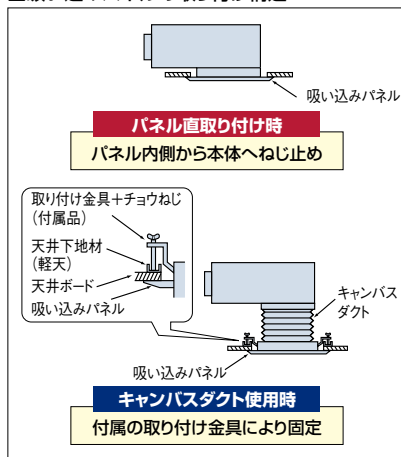 吸い込みパネル
パネル直取り付け時
パネル内側から本体へねじ止め
取り付け金具＋チョウねじ
(付属品)
天井下地材
(軽天)
天井ボード
吸い込みパネル
キャンバス
ダクト
吸い込みパネル
キャンバスダクト使用時
付属の取り付け金具により固定